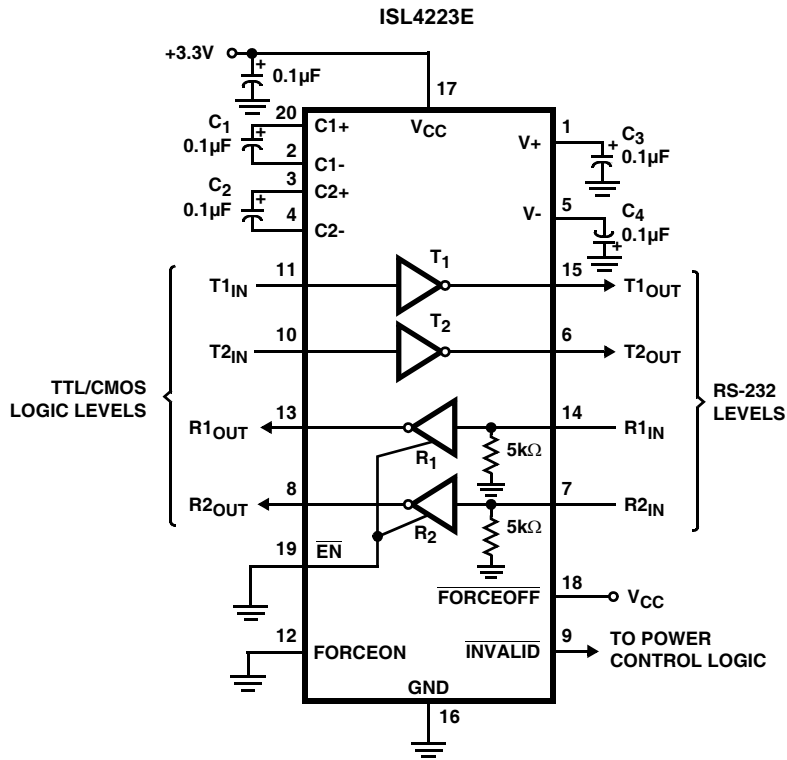 ISL4223E
+3.3V
+
0.1µF
17
20
C1
0.1µF
+
C1+
VCC
1
V+
+
C3
0.1µF
2
C1-
3
C2
0.1µF
+
C2+
4
C2-
5
V-
C4
0.1µF
+
T1
11
15
T1IN
T1OUT
T2
10
6
T2IN
T2OUT
TTL/CMOS
LOGIC LEVELS
RS-232
LEVELS
13
14
R1OUT
R1IN
R1
5kΩ
8
7
R2OUT
R2IN
R2
5kΩ
19
EN
18
FORCEOFF
VCC
12
FORCEON
9
INVALID
TO POWER
CONTROL LOGIC
GND
16